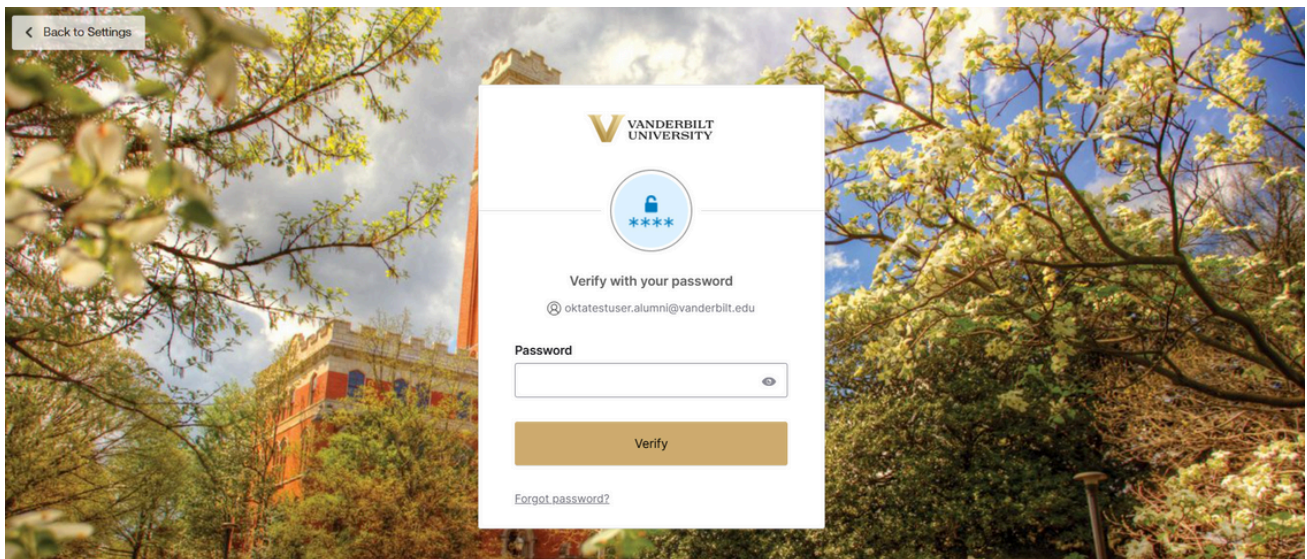 Back to Settings
VANDERBILT
UNIVERSITY
****
Verify with your password
oktatestuser.alumni@vanderbilt.edu
Password
Verify
Forgot password?